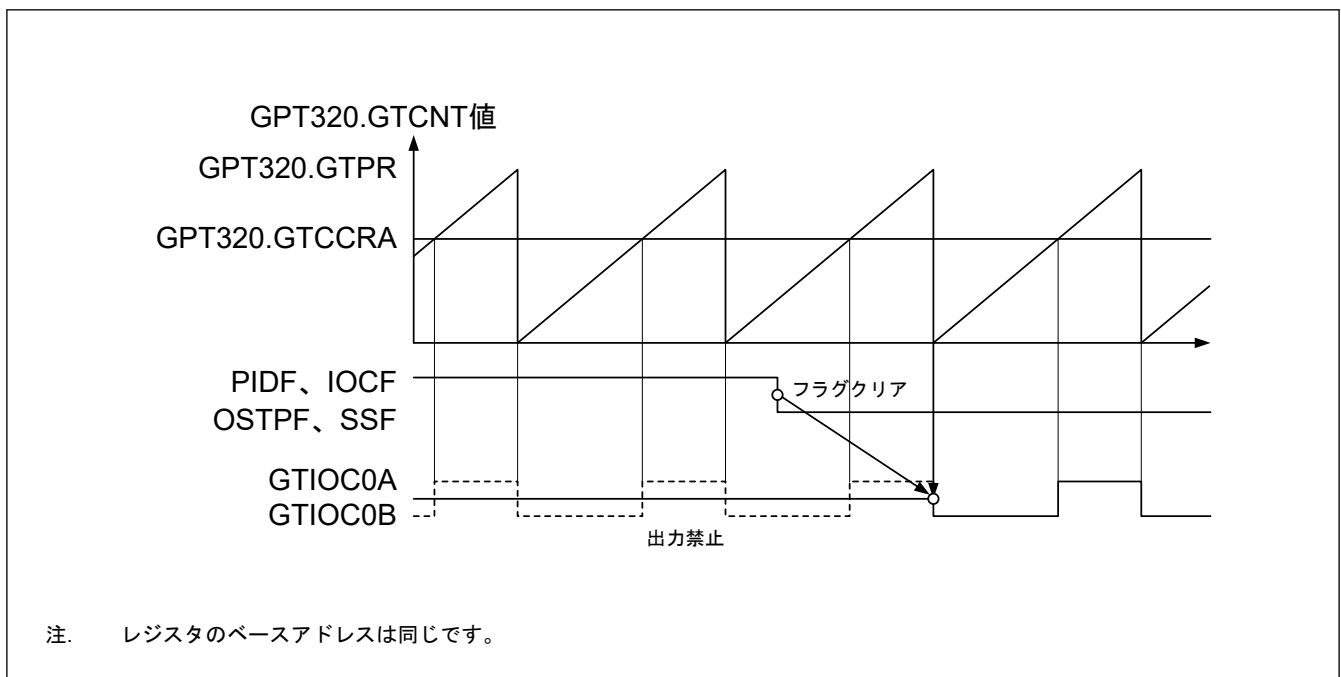 GPT320.GTCNT値
GPT320.GTPR
GPT320.GTCCRA
PIDF、IOCF
フラグクリア
OSTPF、SSF
GTIOC0A
GTIOC0B
出力禁止
注. レジスタのベースアドレスは同じです。